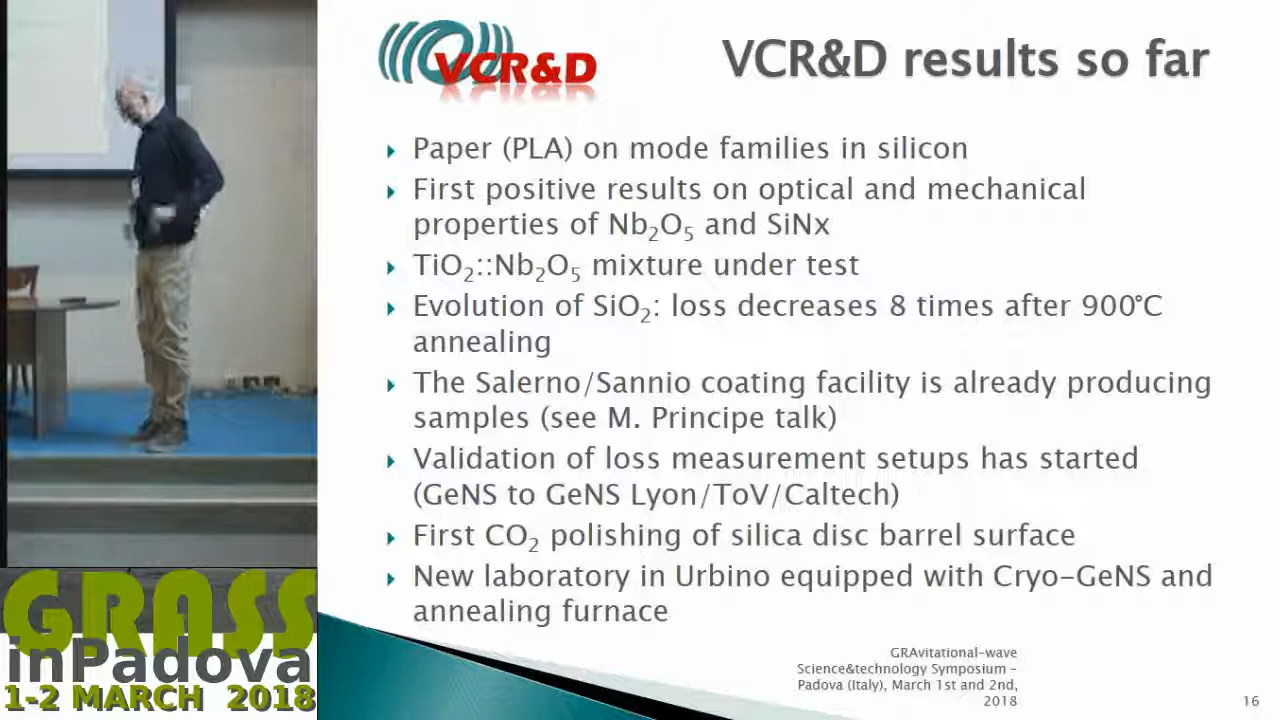 VCR&D
VCR&D results so far
Paper (PLA) on mode families in silicon
First positive results on optical and mechanical
properties of Nb₂O₅ and SiNx
TiO₂::Nb₂O₅ mixture under test
Evolution of SiO₂: loss decreases 8 times after 900°C
annealing
The Salerno/Sannio coating facility is already producing
samples (see M. Principe talk)
Validation of loss measurement setups has started
(GeNS to GeNS Lyon/ToV/Caltech)
First CO₂ polishing of silica disc barrel surface
New laboratory in Urbino equipped with Cryo-GeNS and
annealing furnace
GRAvitational-wave
Science&technology Symposium -
Padova (Italy), March 1st and 2nd,
2018
16
GRASS
inPadova
1-2 MARCH 2018